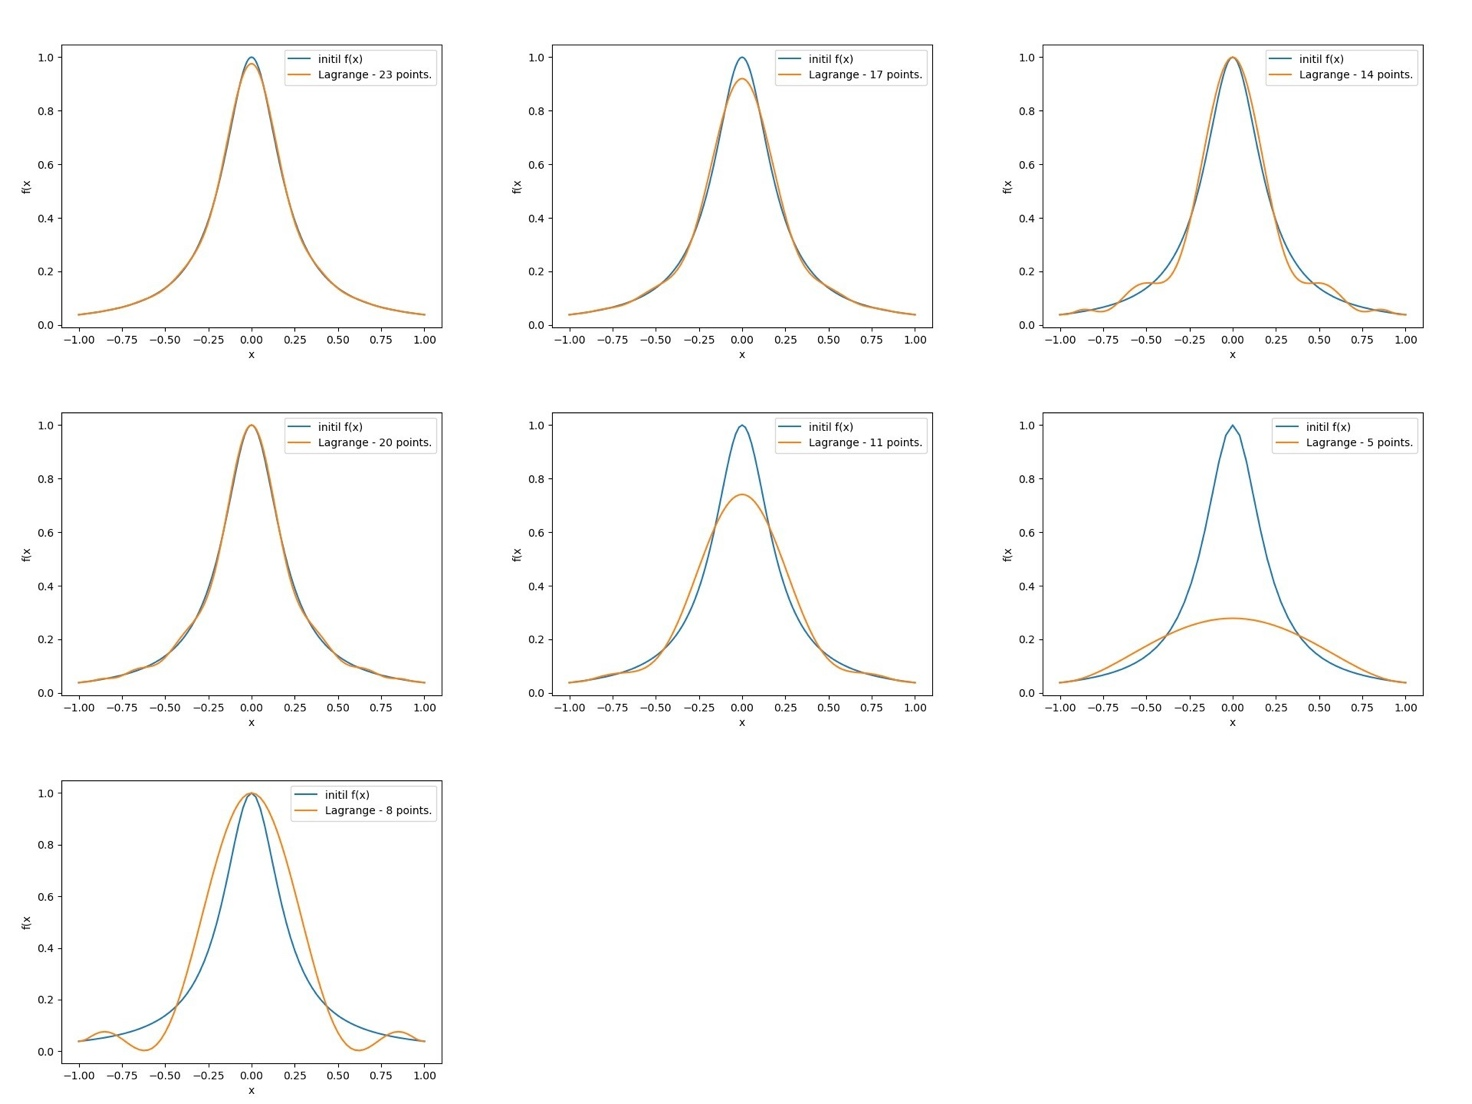 initil f(x)
Lagrange - 23 points.
1.0
0.8
0.6
0.4
0.2
0.0
f(x
−1.00 −0.75 −0.50 −0.25 0.00 0.25 0.50 0.75 1.00
x
initil f(x)
Lagrange - 17 points.
1.0
0.8
0.6
0.4
0.2
0.0
f(x
−1.00 −0.75 −0.50 −0.25 0.00 0.25 0.50 0.75 1.00
x
initil f(x)
Lagrange - 14 points.
1.0
0.8
0.6
0.4
0.2
0.0
f(x
−1.00 −0.75 −0.50 −0.25 0.00 0.25 0.50 0.75 1.00
x
initil f(x)
Lagrange - 20 points.
1.0
0.8
0.6
0.4
0.2
0.0
f(x
−1.00 −0.75 −0.50 −0.25 0.00 0.25 0.50 0.75 1.00
x
initil f(x)
Lagrange - 11 points.
1.0
0.8
0.6
0.4
0.2
0.0
f(x
−1.00 −0.75 −0.50 −0.25 0.00 0.25 0.50 0.75 1.00
x
initil f(x)
Lagrange - 5 points.
1.0
0.8
0.6
0.4
0.2
0.0
f(x
−1.00 −0.75 −0.50 −0.25 0.00 0.25 0.50 0.75 1.00
x
initil f(x)
Lagrange - 8 points.
1.0
0.8
0.6
0.4
0.2
0.0
f(x
−1.00 −0.75 −0.50 −0.25 0.00 0.25 0.50 0.75 1.00
x